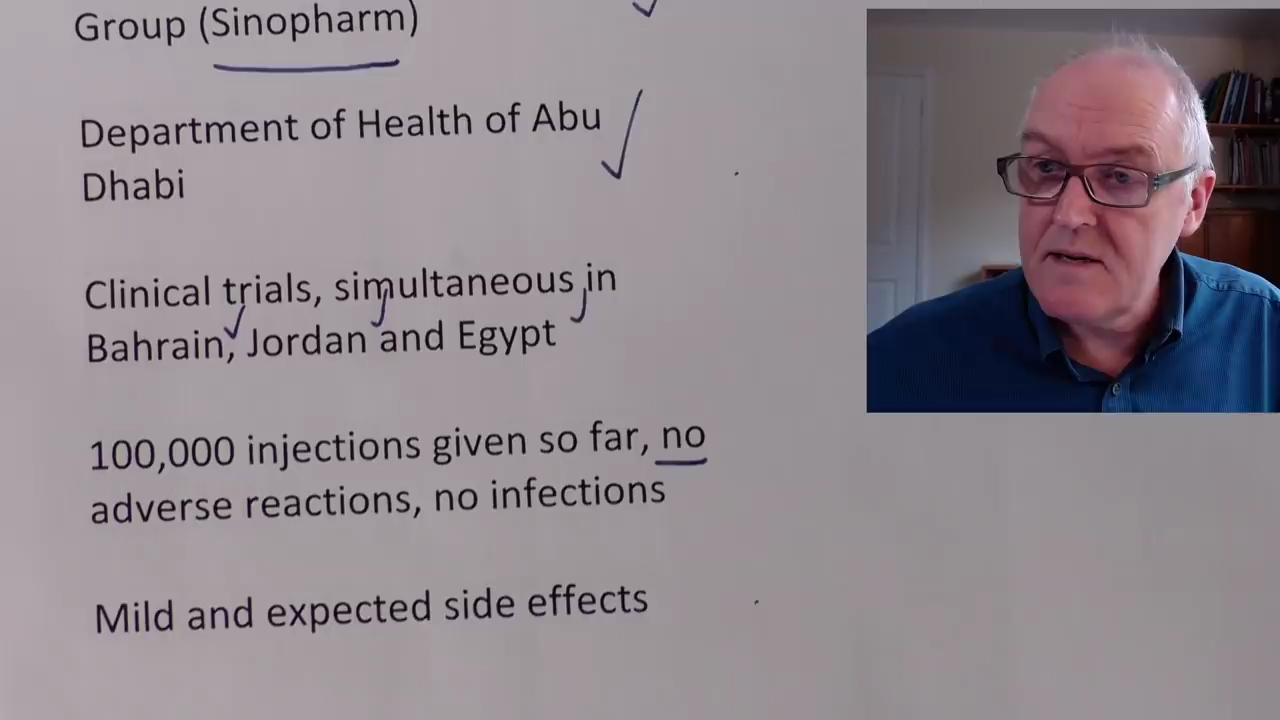 Group (Sinopharm)
Department of Health of Abu
Dhabi
Clinical trials, simultaneous in
Bahrain, Jordan and Egypt
100,000 injections given so far, no
adverse reactions, no infections
Mild and expected side effects